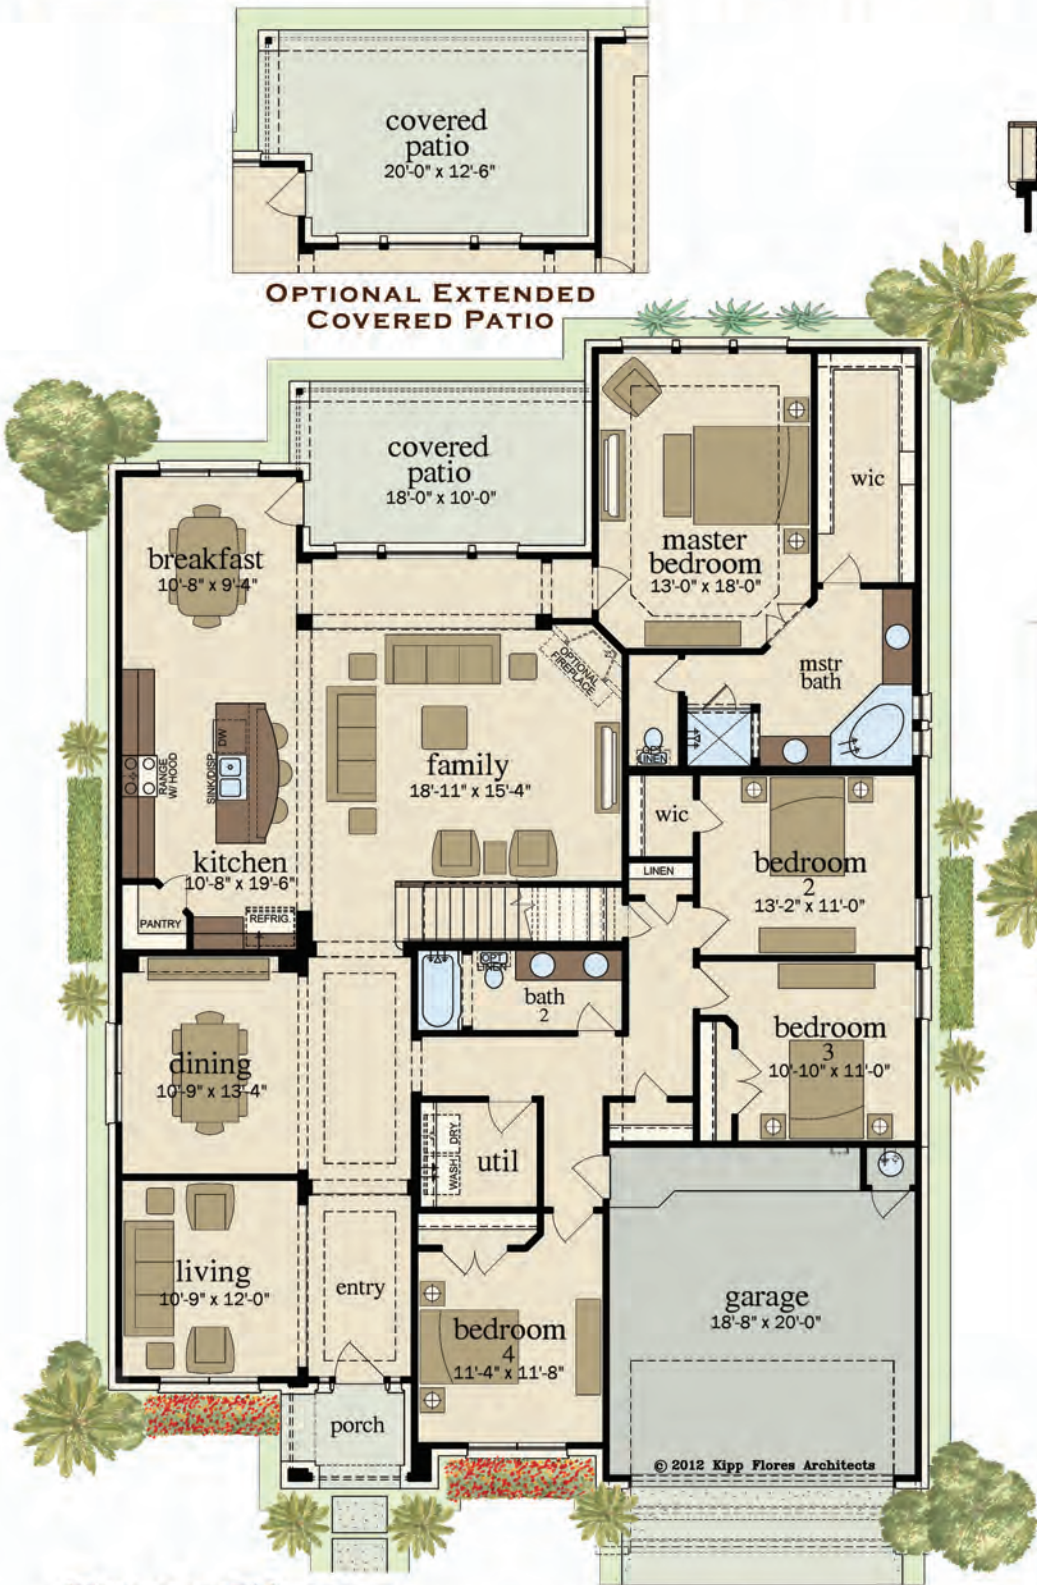 covered
patio
20'-0" x 12'-6"
OPTIONAL EXTENDED
COVERED PATIO
covered
patio
18'-0" x 10'-0"
wic
breakfast
10'-8" x 9'-4"
master
bedroom
13'-0" x 18'-0"
mstr
bath
OPTIONAL
FIREPLACE
OPT
LINEN
DW
SINK/DISP
RANGE
W/ HOOD
family
18'-11" x 15'-4"
wic
kitchen
10'-8" x 19'-6"
LINEN
bedroom
2
13'-2" x 11'-0"
PANTRY
REFRIG.
OPT
LINEN
bath
2
dining
10'-9" x 13'-4"
bedroom
3
10'-10" x 11'-0"
WASH DRY
util
living
10'-9" x 12'-0"
entry
bedroom
4
11'-4" x 11'-8"
garage
18'-8" x 20'-0"
porch
© 2012 Kipp Flores Architects